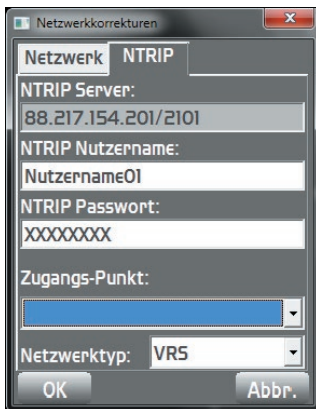 Netzwerkkorrekturen
Netzwerk NTRIP
NTRIP Server:
88.217.154.201/2101
NTRIP Nutzername:
Nutzername01
NTRIP Passwort:
XXXXXXXX
Zugangs-Punkt:
Netzwerktyp: VRS
OK Abbr.